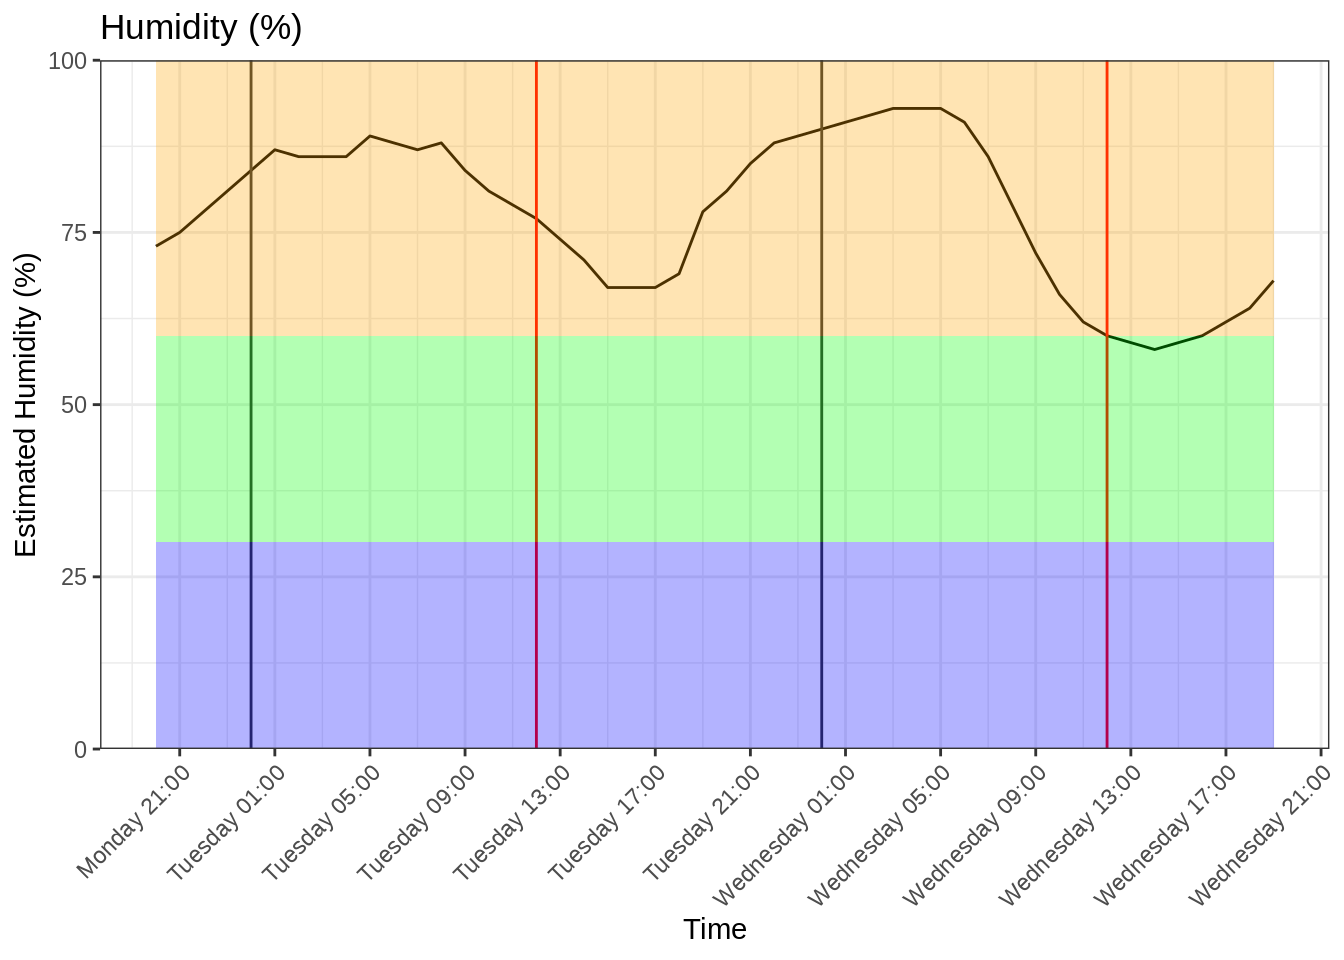 Humidity (%)
100
75
50
25
0
Estimated Humidity (%)
Monday 21:00
Tuesday 01:00
Tuesday 05:00
Tuesday 09:00
Tuesday 13:00
Tuesday 17:00
Tuesday 21:00
Wednesday 01:00
Wednesday 05:00
Wednesday 09:00
Wednesday 13:00
Wednesday 17:00
Wednesday 21:00
Time